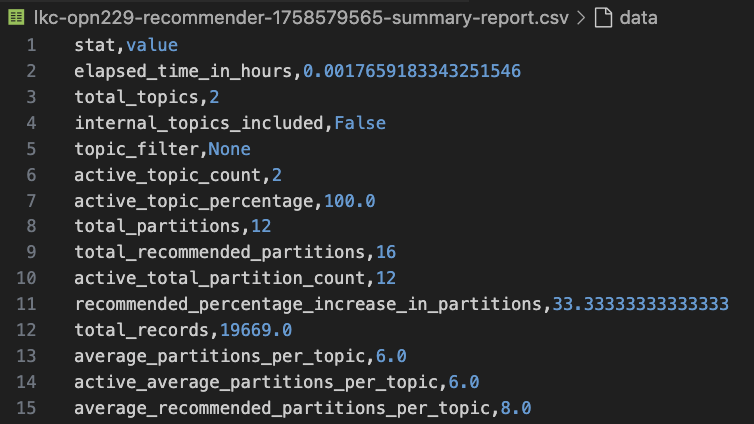 lkc-opn229-recommender-1758579565-summary-report.csv > data
1 stat,value
2 elapsed_time_in_hours,0.0017659183343251546
3 total_topics,2
4 internal_topics_included,False
5 topic_filter,None
6 active_topic_count,2
7 active_topic_percentage,100.0
8 total_partitions,12
9 total_recommended_partitions,16
10 active_total_partition_count,12
11 recommended_percentage_increase_in_partitions,33.33333333333333
12 total_records,19669.0
13 average_partitions_per_topic,6.0
14 active_average_partitions_per_topic,6.0
15 average_recommended_partitions_per_topic,8.0